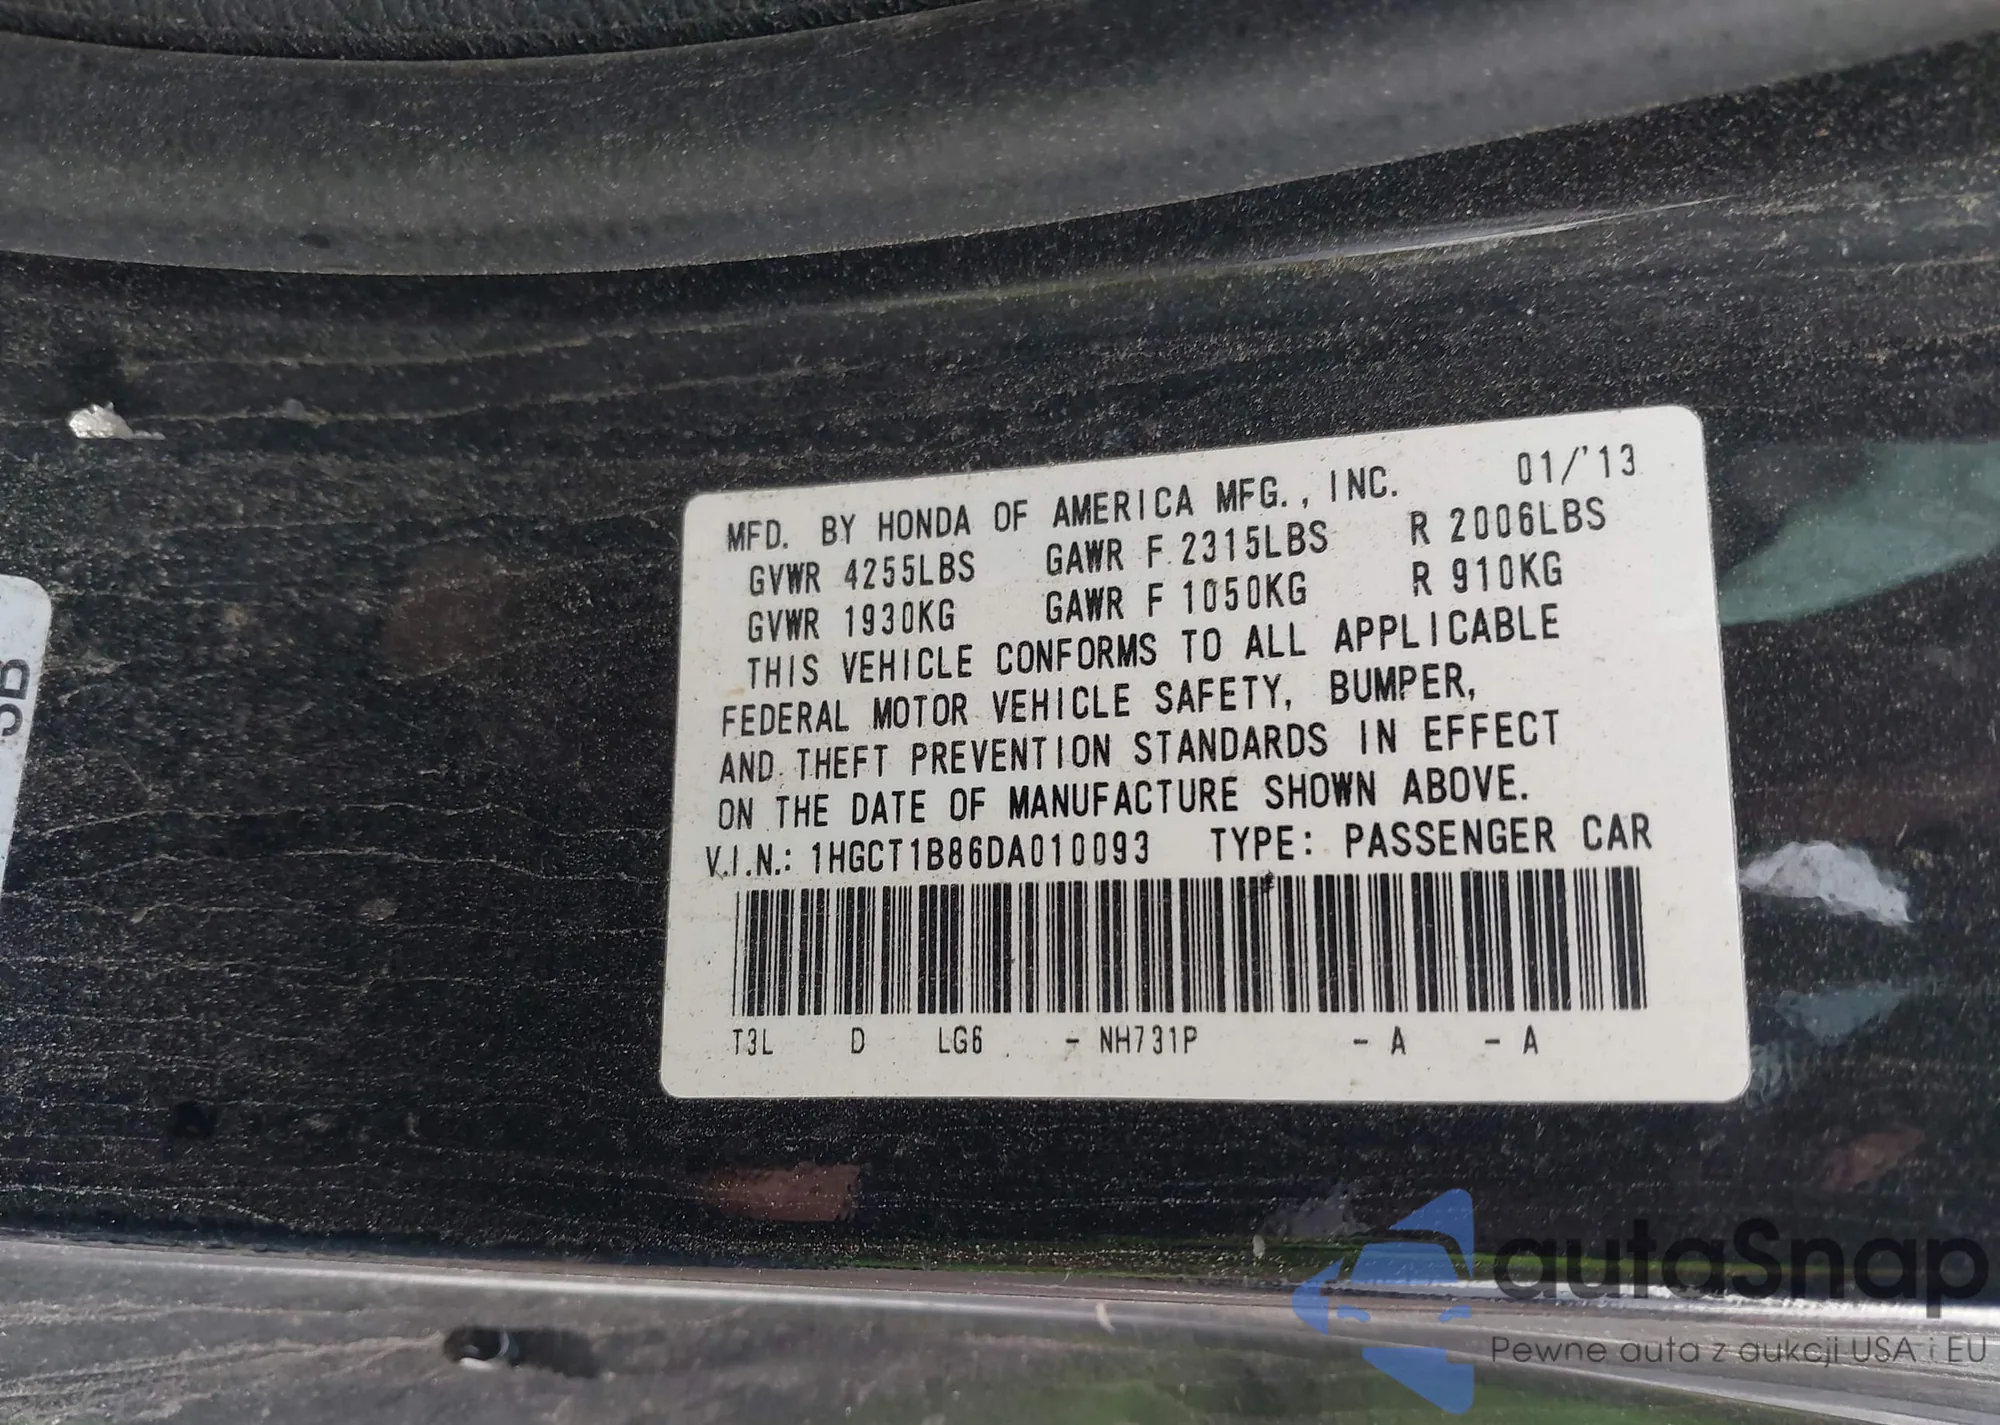 MFD. BY HONDA OF AMERICA MFG., INC. 01/'13
GVWR 4255LBS GAWR F 2315LBS R 2006LBS
GVWR 1930KG GAWR F 1050KG R 910KG
THIS VEHICLE CONFORMS TO ALL APPLICABLE
FEDERAL MOTOR VEHICLE SAFETY, BUMPER,
AND THEFT PREVENTION STANDARDS IN EFFECT
ON THE DATE OF MANUFACTURE SHOWN ABOVE.
V.I.N.: 1HGCT1B86DA010093 TYPE: PASSENGER CAR
T3L D LG6 - NH731P - A - A
autaSnap
Pewne auta z aukcji USA i EU